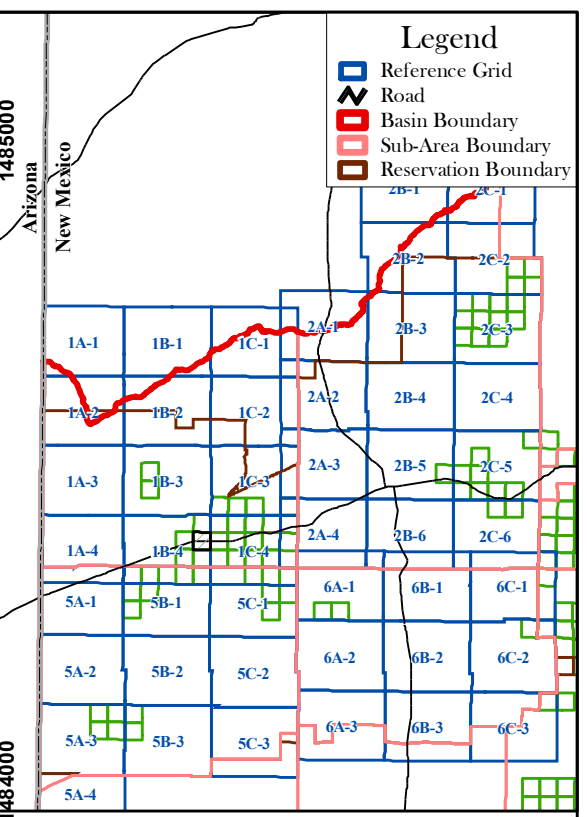 Legend
Reference Grid
Road
Basin Boundary
Sub-Area Boundary
Reservation Boundary
1485000
Arizona
New Mexico
2B-1
2C-1
2B-2
2C-2
2A-1
2B-3
2C-3
1A-1
1B-1
1C-1
2A-2
2B-4
2C-4
1A-2
1B-2
1C-2
2A-3
2B-5
2C-5
1A-3
1B-3
1C-3
2A-4
2B-6
2C-6
1A-4
1B-4
1C-4
6A-1
6B-1
6C-1
5A-1
5B-1
5C-1
6A-2
6B-2
6C-2
5A-2
5B-2
5C-2
6A-3
6B-3
6C-3
5A-3
5B-3
5C-3
5A-4
484000